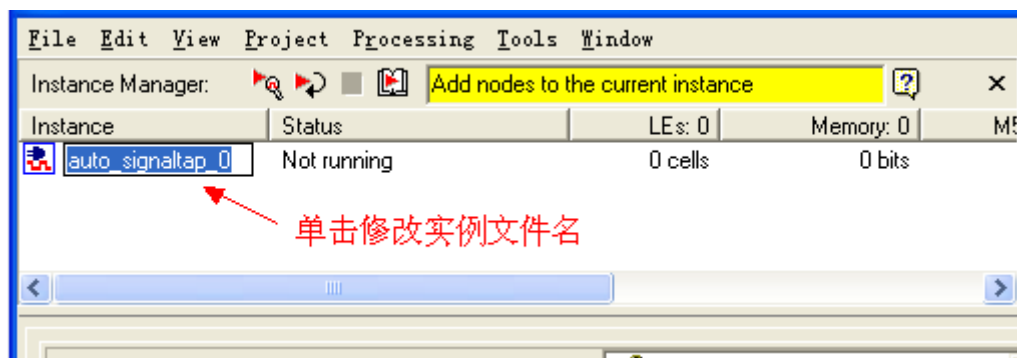 File Edit View Project Processing Tools Window
Instance Manager: Add nodes to the current instance
Instance Status LEs: 0 Memory: 0
auto_signaltap_0 Not running 0 cells 0 bits
单击修改实例文件名